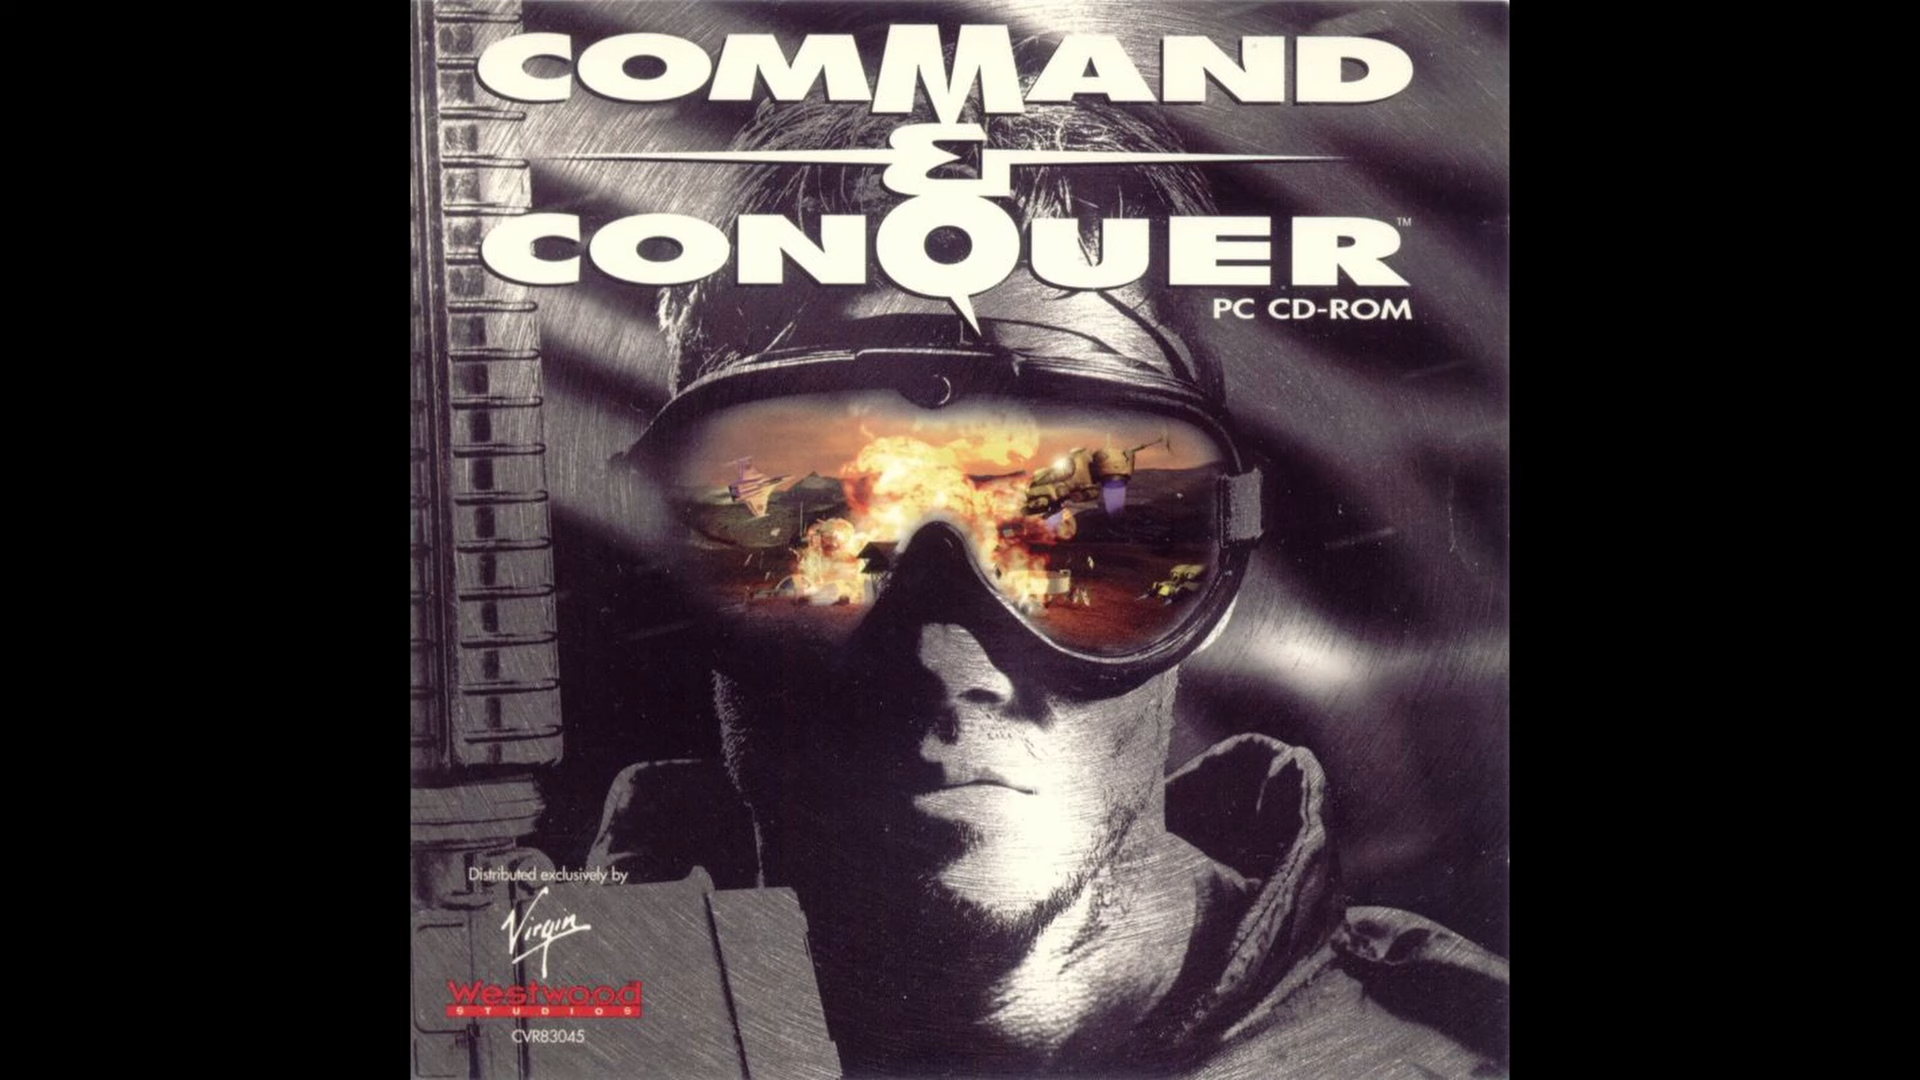 COMMAND
&
CONQUER™
PC CD-ROM
Distributed exclusively by
Virgin
Westwood
STUDIOS
CVR83045